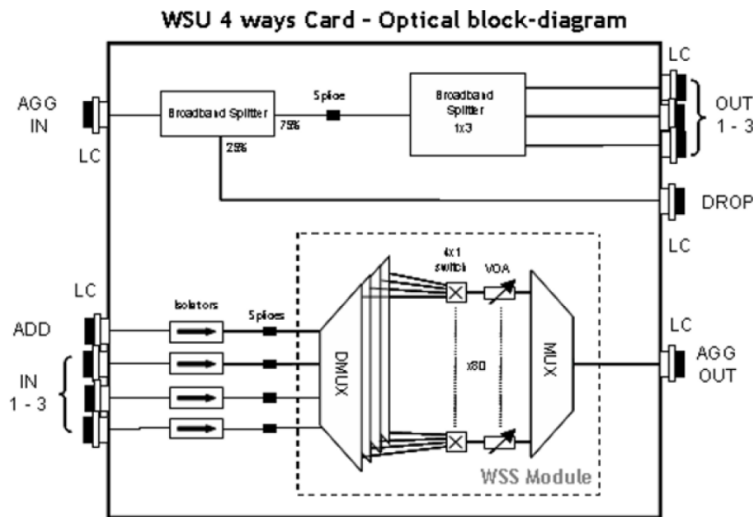 WSU 4 ways Card - Optical block-diagram
LC
AGG
IN
LC
Broadband Splitter
75%
25%
Splice
Broadband
Splitter
1x3
OUT
1 - 3
DROP
LC
LC
ADD
IN
1 - 3
Isolators
Splices
DMUX
4x1
switch
VOA
x80
MUX
WSS Module
LC
AGG
OUT